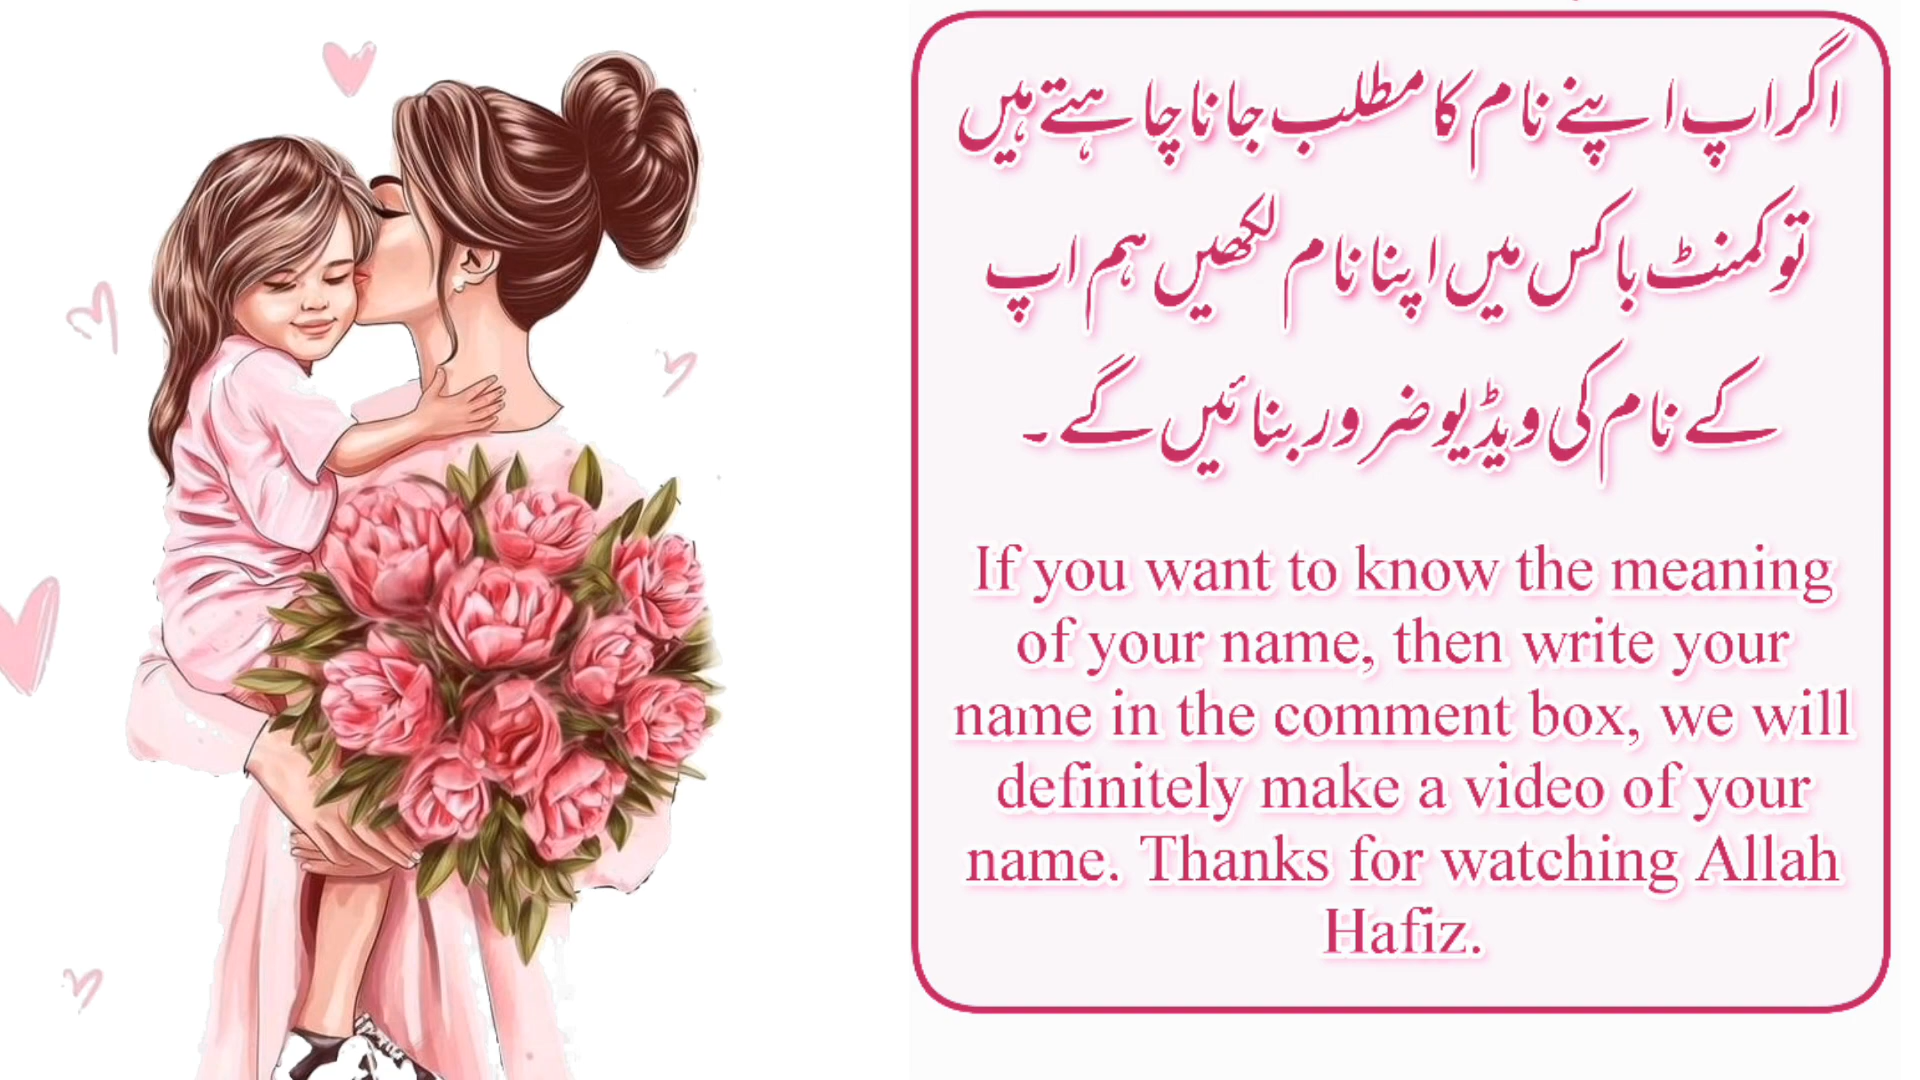 اگر اپ اپنے نام کا مطلب جاننا چاہتے ہیں
تو کمنٹ باکس میں اپنا نام لکھیں ہم اپ
کے نام کی ویڈیو ضرور بنائیں گے۔
If you want to know the meaning
of your name, then write your
name in the comment box, we will
definitely make a video of your
name. Thanks for watching Allah
Hafiz.